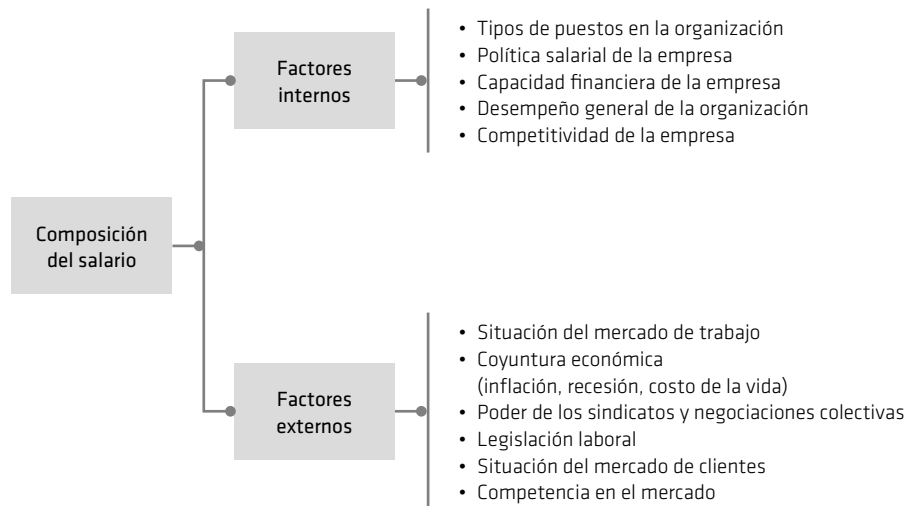 Composición
del salario
Factores
internos
• Tipos de puestos en la organización
• Política salarial de la empresa
• Capacidad financiera de la empresa
• Desempeño general de la organización
• Competitividad de la empresa
Factores
externos
• Situación del mercado de trabajo
• Coyuntura económica
(inflación, recesión, costo de la vida)
• Poder de los sindicatos y negociaciones colectivas
• Legislación laboral
• Situación del mercado de clientes
• Competencia en el mercado